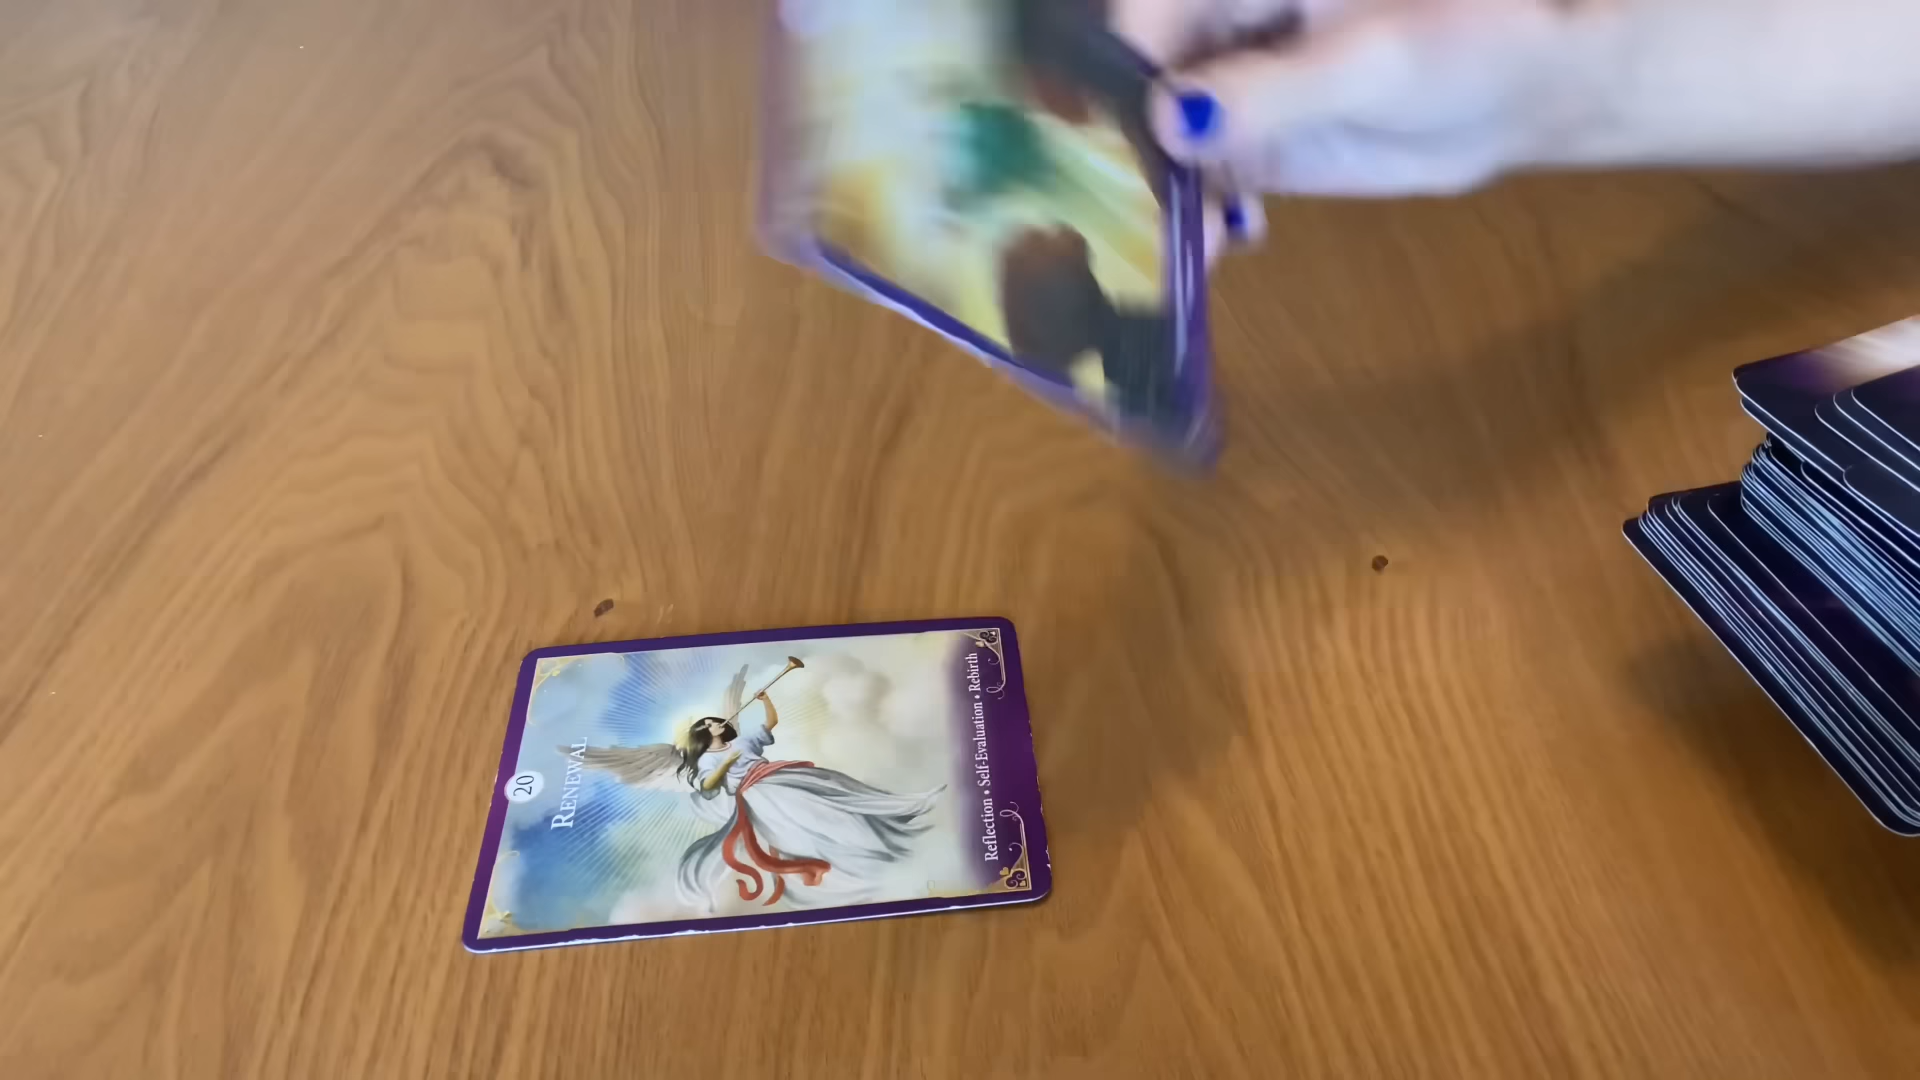 20
RENEWAL
Reflection • Self-Evaluation • Rebirth